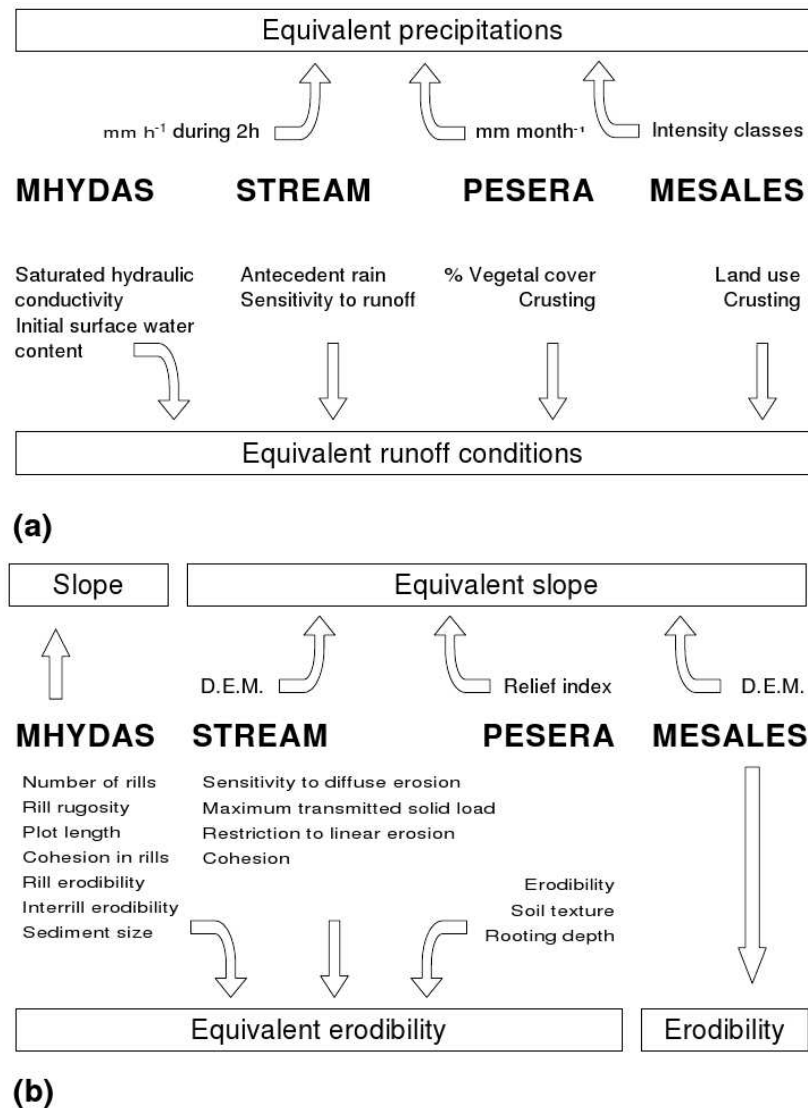 Equivalent precipitations
mm h⁻¹ during 2h
mm month⁻¹
Intensity classes
MHYDAS STREAM PESERA MESALES
Saturated hydraulic
conductivity
Initial surface water
content
Antecedent rain
Sensitivity to runoff
% Vegetal cover
Crusting
Land use
Crusting
Equivalent runoff conditions
(a)
Slope
Equivalent slope
D.E.M.
Relief index
D.E.M.
MHYDAS STREAM PESERA MESALES
Number of rills
Rill rugosity
Plot length
Cohesion in rills
Rill erodibility
Interrill erodibility
Sediment size
Sensitivity to diffuse erosion
Maximum transmitted solid load
Restriction to linear erosion
Cohesion
Erodibility
Soil texture
Rooting depth
Equivalent erodibility
Erodibility
(b)